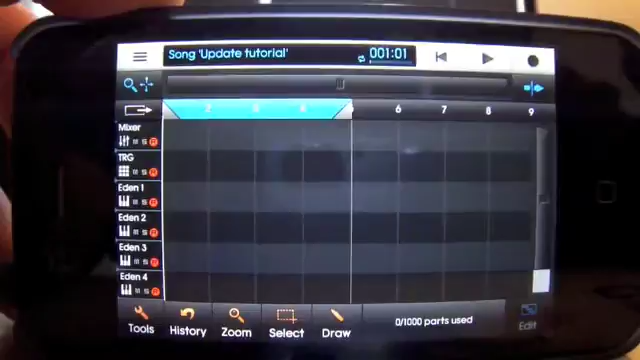 Song 'Update tutorial' 001:01
2 3 4 5 6 7 8 9
Mixer
M S R
TRG
M S R
Eden 1
M S R
Eden 2
M S R
Eden 3
M S R
Eden 4
M S R
Tools History Zoom Select Draw 0/1000 parts used Edit